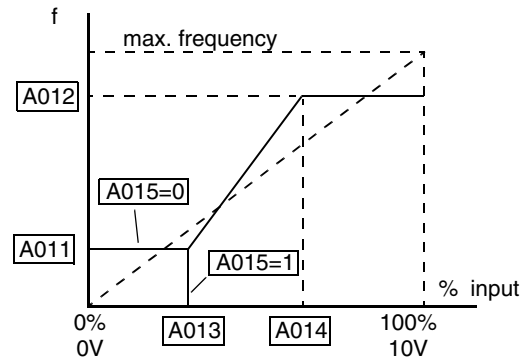 f
max. frequency
A012
A015=0
A011
A015=1
% input
0%
0V
A013
A014
100%
10V